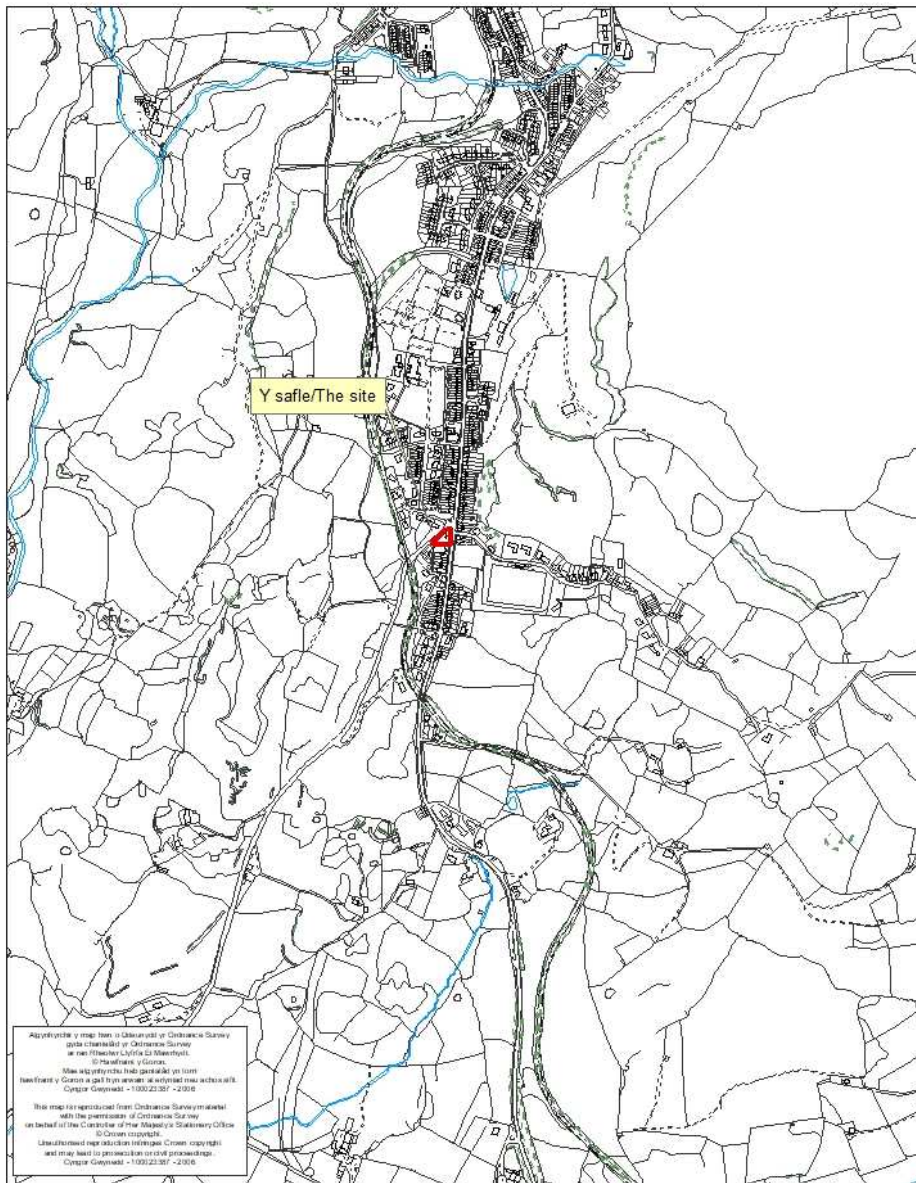 Y safle/The site
Atgynhyrchir y map hwn o Ddeunydd yr Ordnance Survey
gyda chaniatâd yr Ordnance Survey
ar ran Rheolwr Llyfrfa Ei Mawrhydi.
© Hawlfraint y Goron.
Mae atgynhyrchu heb ganiatâd yn torri
hawlfraint y Goron a gall hyn arwain at erlyniad neu achos sifil.
Cyngor Gwynedd - 100023387 - 2006
This map is reproduced from Ordnance Survey material
with the permission of Ordnance Survey
on behalf of the Controller of Her Majesty's Stationery Office
© Crown copyright.
Unauthorised reproduction infringes Crown copyright
and may lead to prosecution or civil proceedings.
Cyngor Gwynedd - 100023387 - 2006.